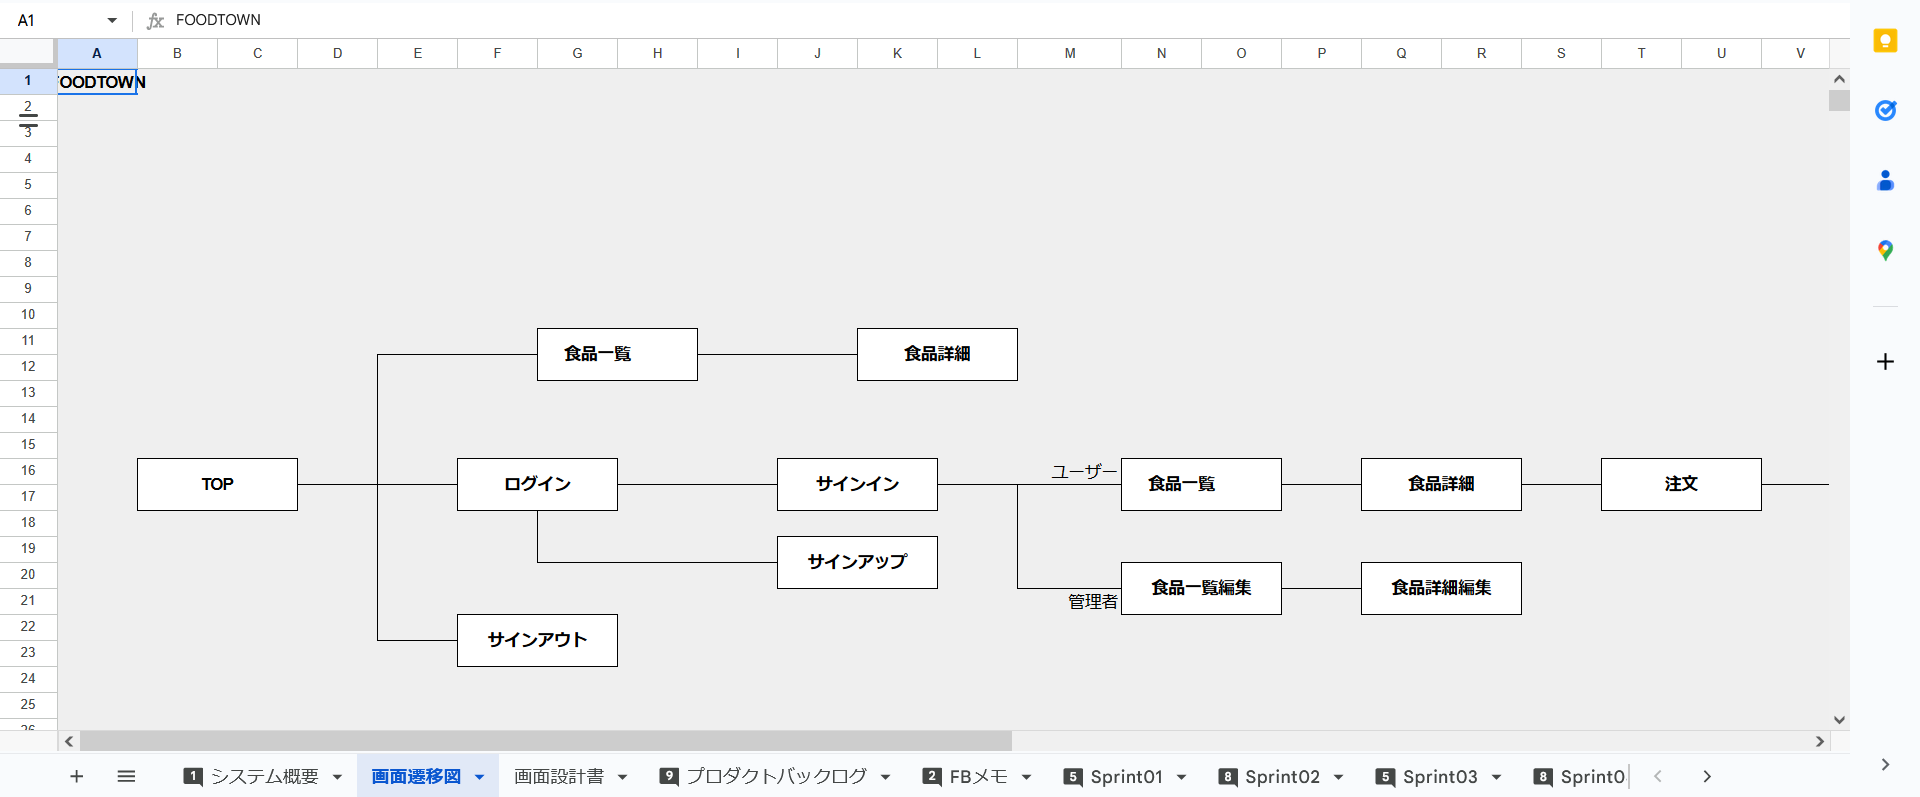 A1 fx FOODTOWN
A B C D E F G H I J K L M N O P Q R S T U V
1 FOODTOWN
2
3
4
5
6
7
8
9
10
11
食品一覧 食品詳細
12
13
14
15
16
ユーザー
TOP ログイン サインイン 食品一覧 食品詳細 注文
17
18
19
サインアップ
20
食品一覧編集 食品詳細編集
21
管理者
22
サインアウト
23
24
25
26
1 システム概要 画面遷移図 画面設計書 9 プロダクトバックログ 2 FBメモ 5 Sprint01 8 Sprint02 5 Sprint03 8 Sprint0